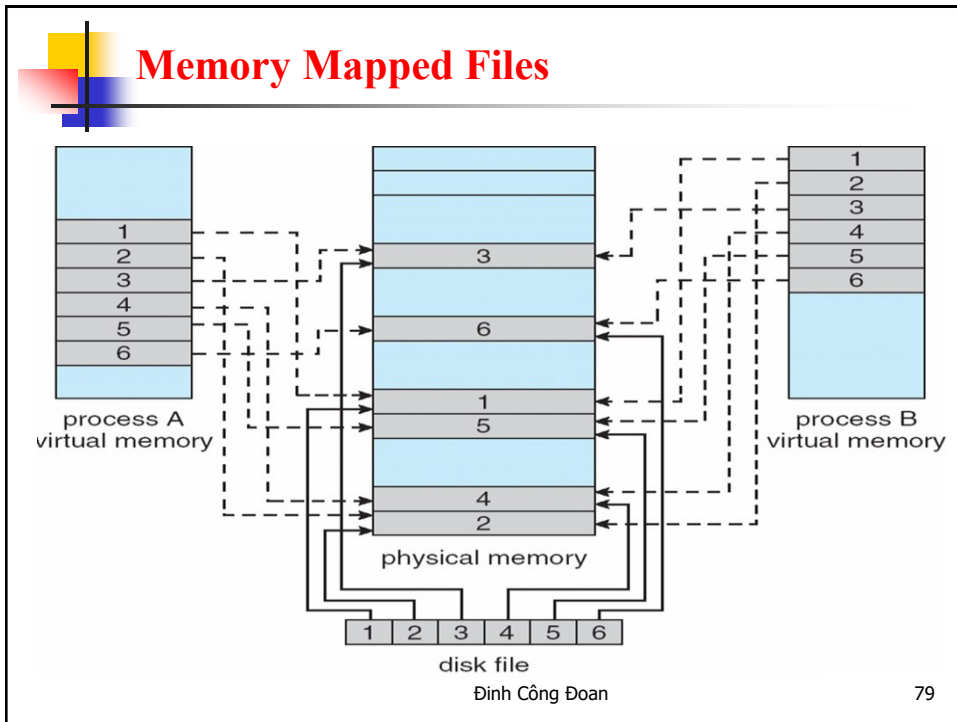 Memory Mapped Files
1
2
3
4
5
6
process A
virtual memory
3
6
1
5
4
2
physical memory
1
2
3
4
5
6
process B
virtual memory
1 2 3 4 5 6
disk file
Đinh Công Đoan
79